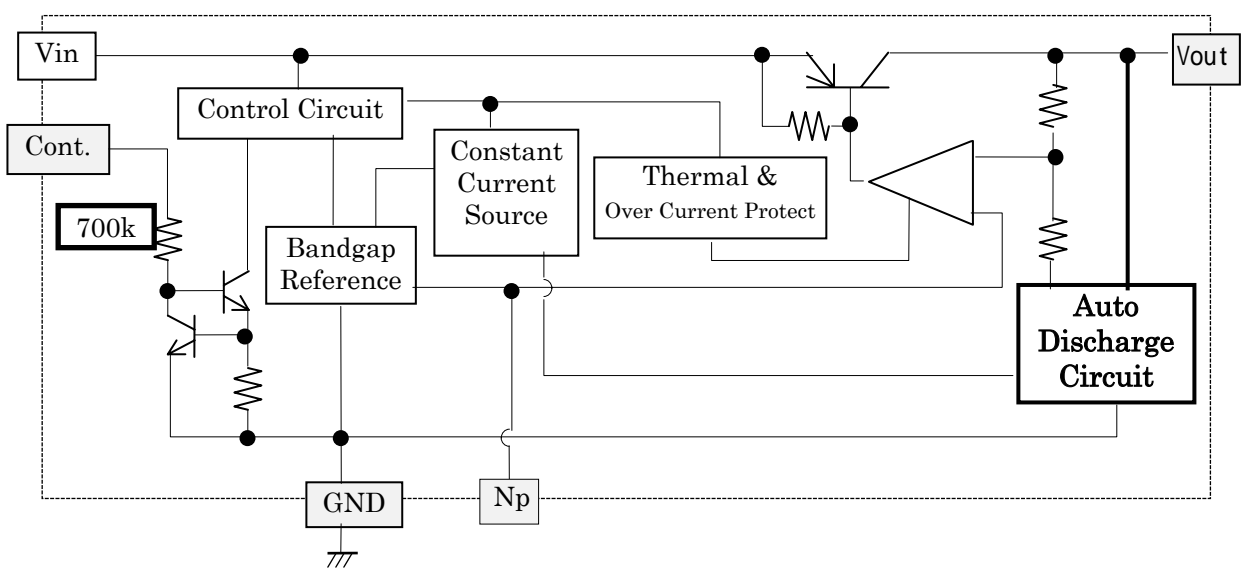 Vin
Vout
Control Circuit
Cont.
Constant
Current
Source
Thermal &
Over Current Protect
700k
Bandgap
Reference
Auto
Discharge
Circuit
GND
Np